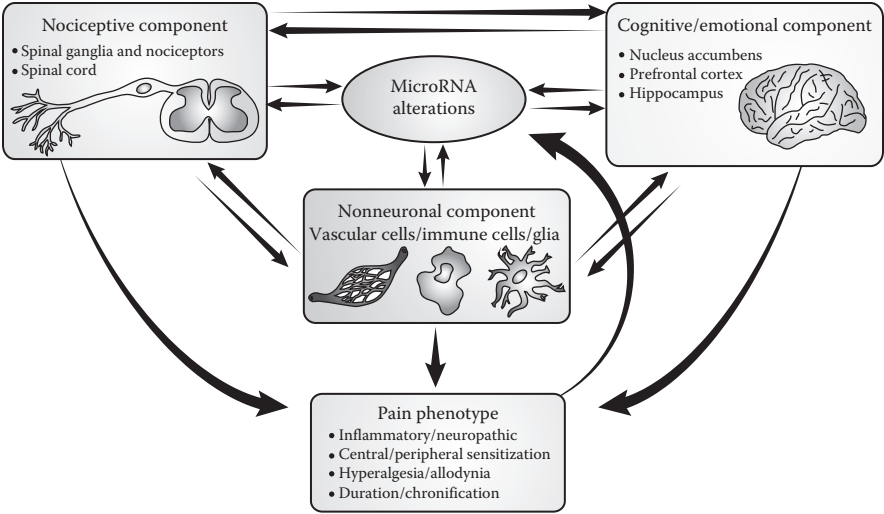 Nociceptive component
• Spinal ganglia and nociceptors
• Spinal cord
Cognitive/emotional component
• Nucleus accumbens
• Prefrontal cortex
• Hippocampus
MicroRNA
alterations
Nonneuronal component
Vascular cells/immune cells/glia
Pain phenotype
• Inflammatory/neuropathic
• Central/peripheral sensitization
• Hyperalgesia/allodynia
• Duration/chronification